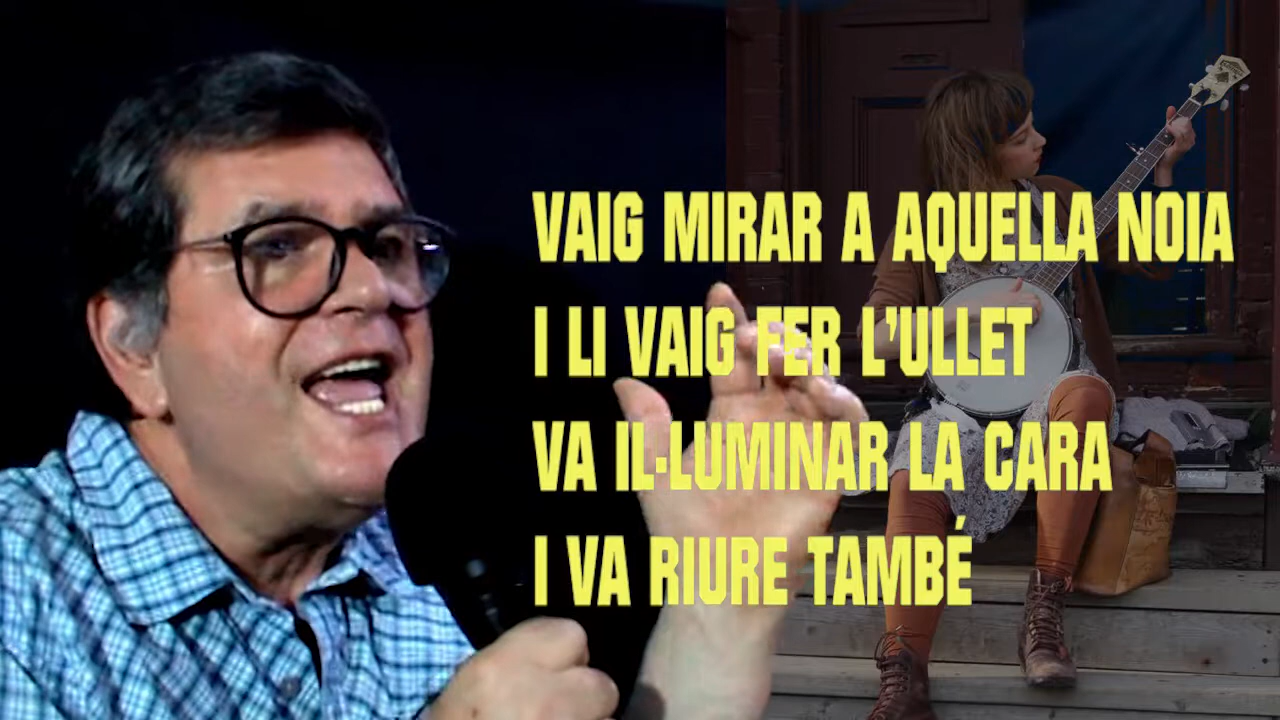 VAIG MIRAR A AQUELLA NOIA
I LI VAIG FER L'ULLET
VA IL·LUMINAR LA CARA
I VA RIURE TAMBÉ